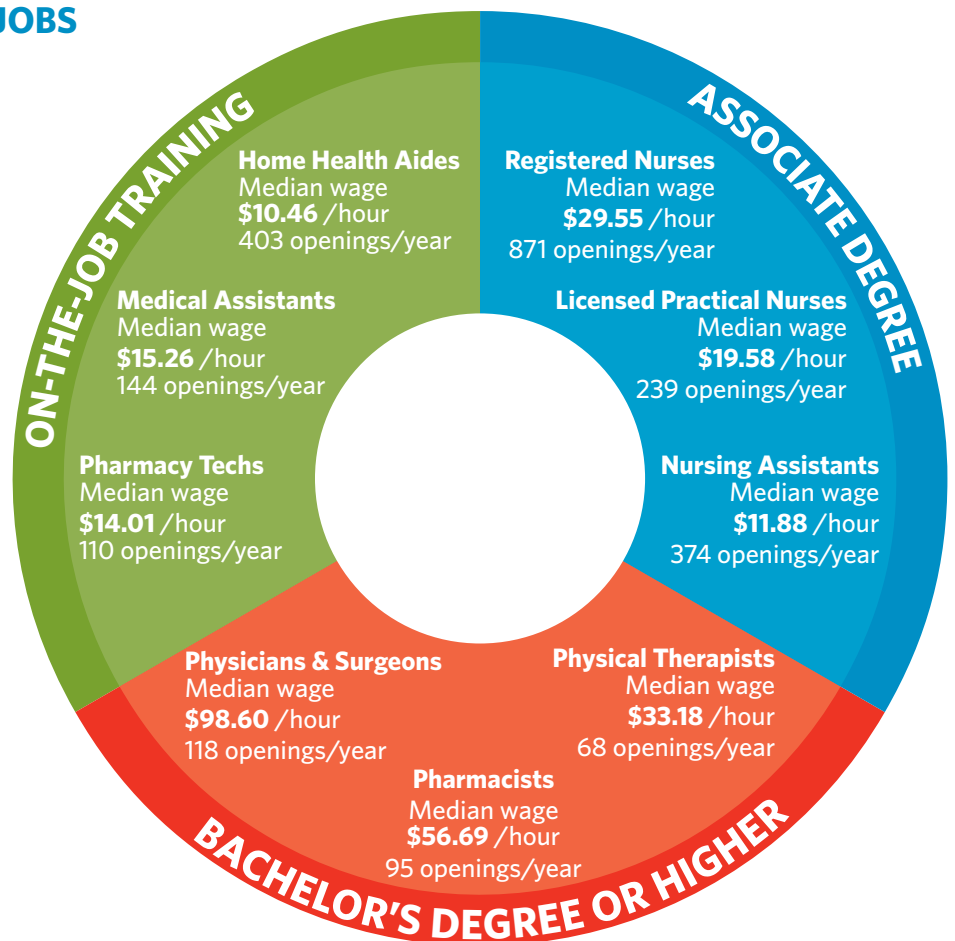 JOBS
ON-THE-JOB TRAINING
Home Health Aides
Median wage
$10.46 /hour
403 openings/year
Medical Assistants
Median wage
$15.26 /hour
144 openings/year
Pharmacy Techs
Median wage
$14.01 /hour
110 openings/year
ASSOCIATE DEGREE
Registered Nurses
Median wage
$29.55 /hour
871 openings/year
Licensed Practical Nurses
Median wage
$19.58 /hour
239 openings/year
Nursing Assistants
Median wage
$11.88 /hour
374 openings/year
Physicians & Surgeons
Median wage
$98.60 /hour
118 openings/year
Physical Therapists
Median wage
$33.18 /hour
68 openings/year
Pharmacists
Median wage
$56.69 /hour
95 openings/year
BACHELOR'S DEGREE OR HIGHER